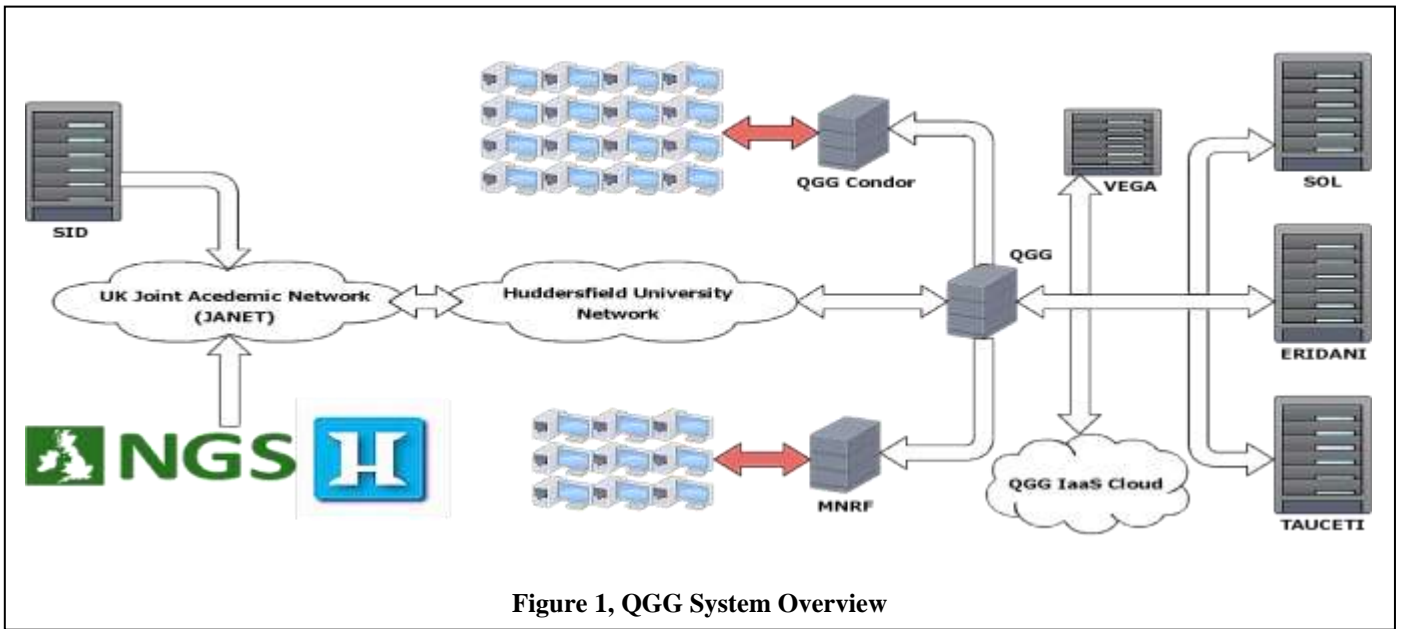 SID
QGG Condor
VEGA
SOL
QGG
UK Joint Acedemic Network
(JANET)
Huddersfield University
Network
ERIDANI
NGS
H
MNRF
QGG IaaS Cloud
TAUCETI
Figure 1, QGG System Overview